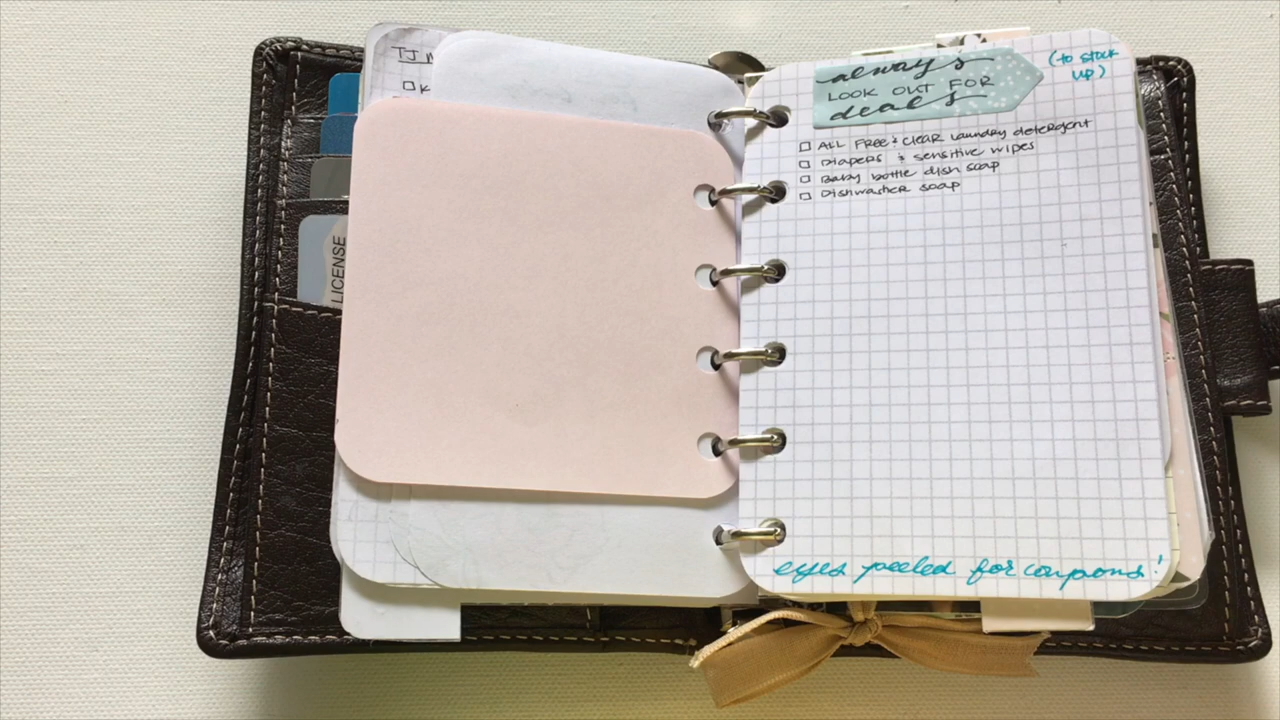 TJ
LICENSE
always
LOOK OUT FOR
deals
(to stock
up)
ALL FREE & CLEAR Laundry detergent
Diapers & sensitive wipes
Baby bottle dish soap
Dishwasher soap
eyes peeled for coupons!